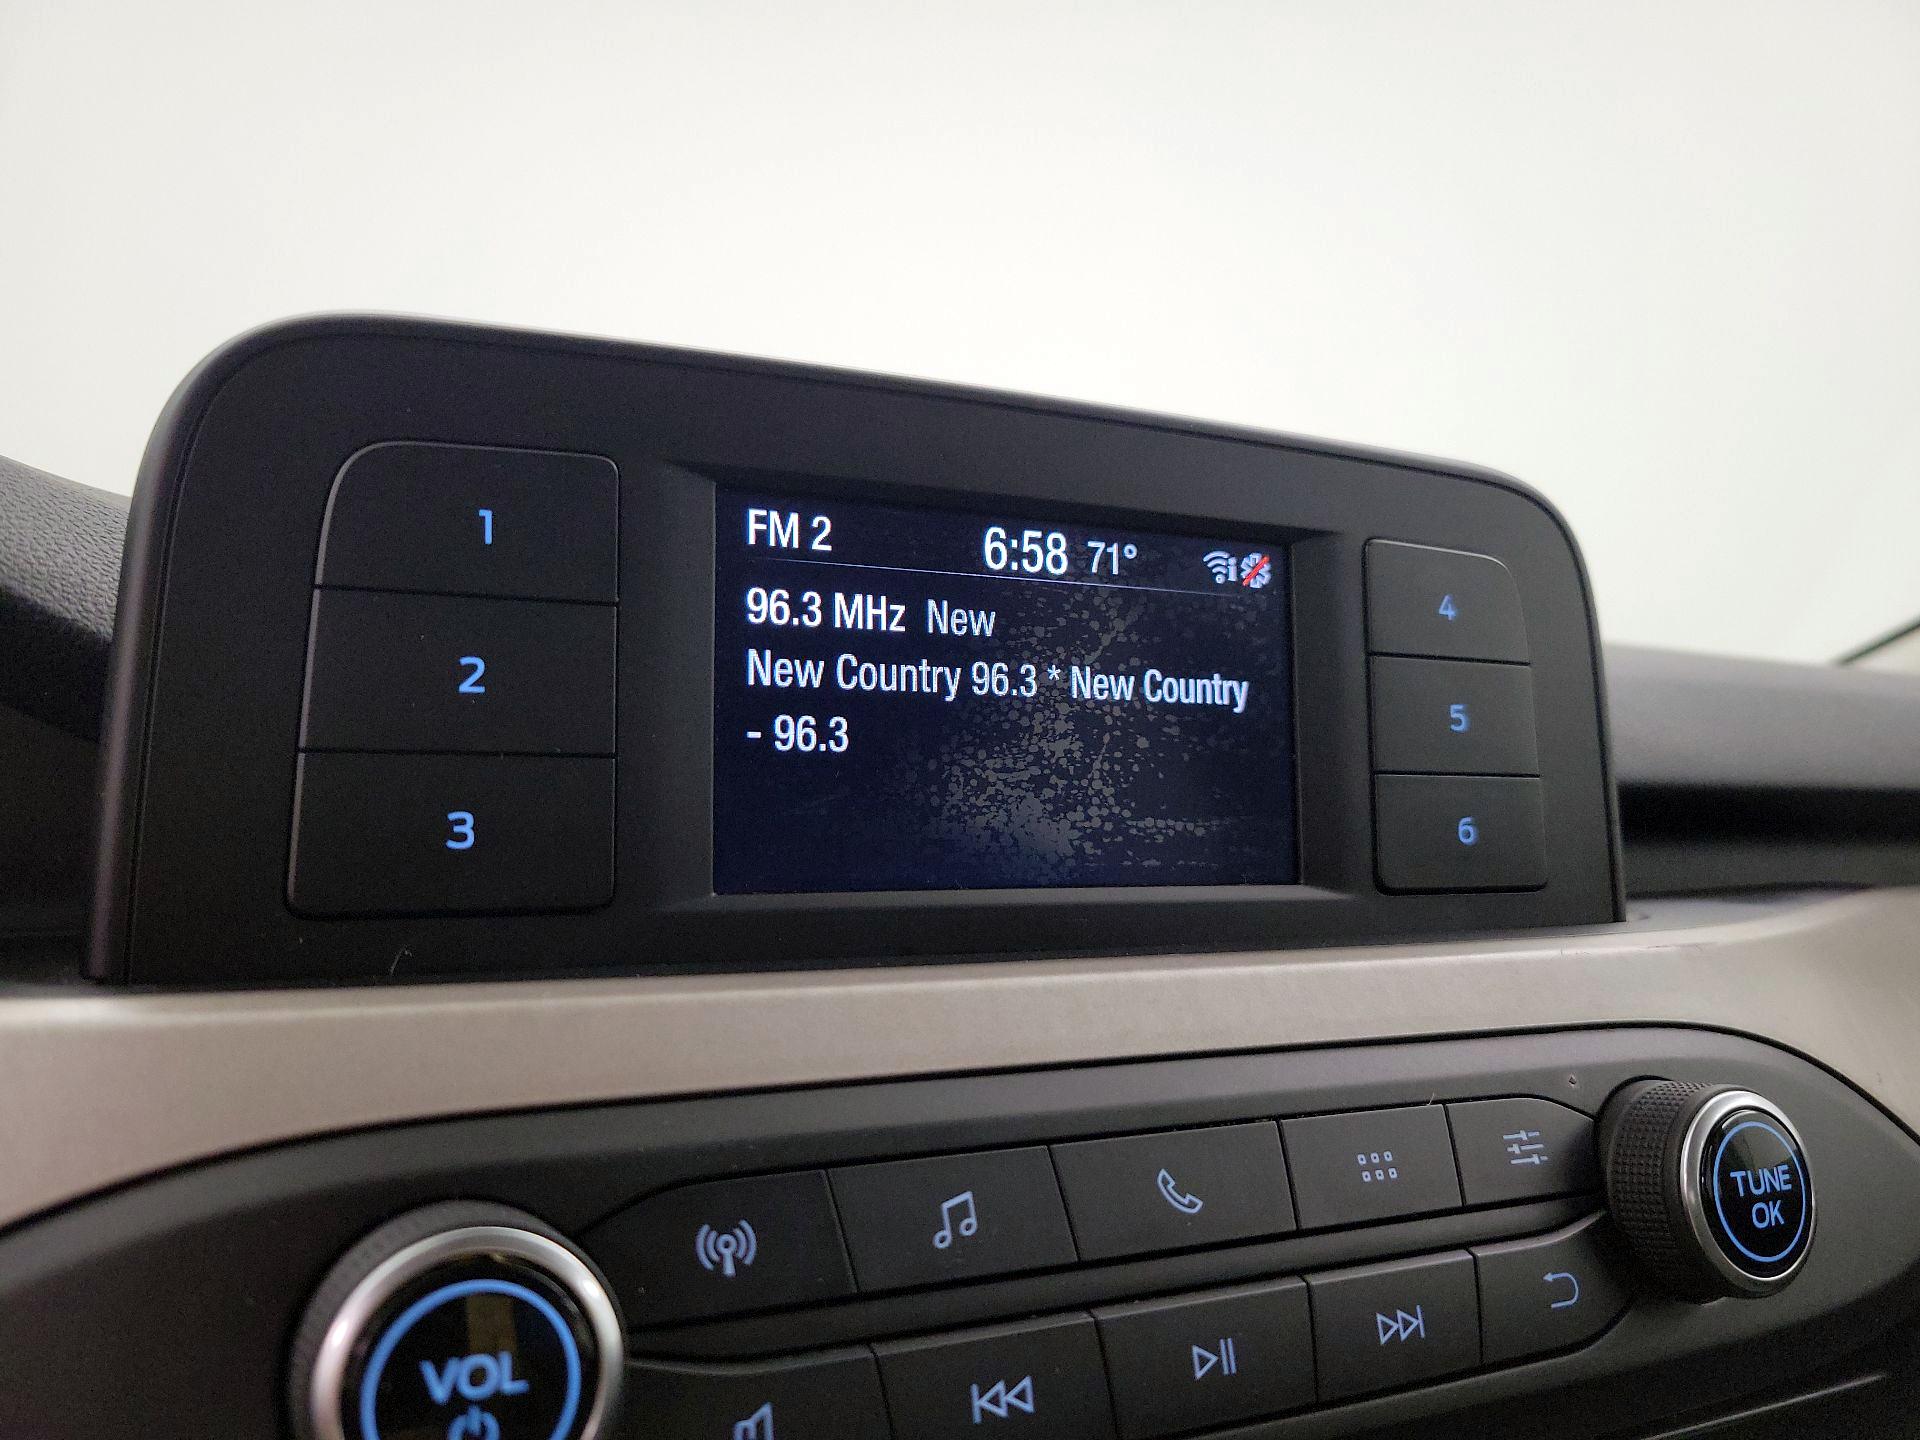 FM 2 6:58 71°
96.3 MHz New
New Country 96.3 * New Country
- 96.3
1
2
3
4
5
6
VOL
TUNE
OK